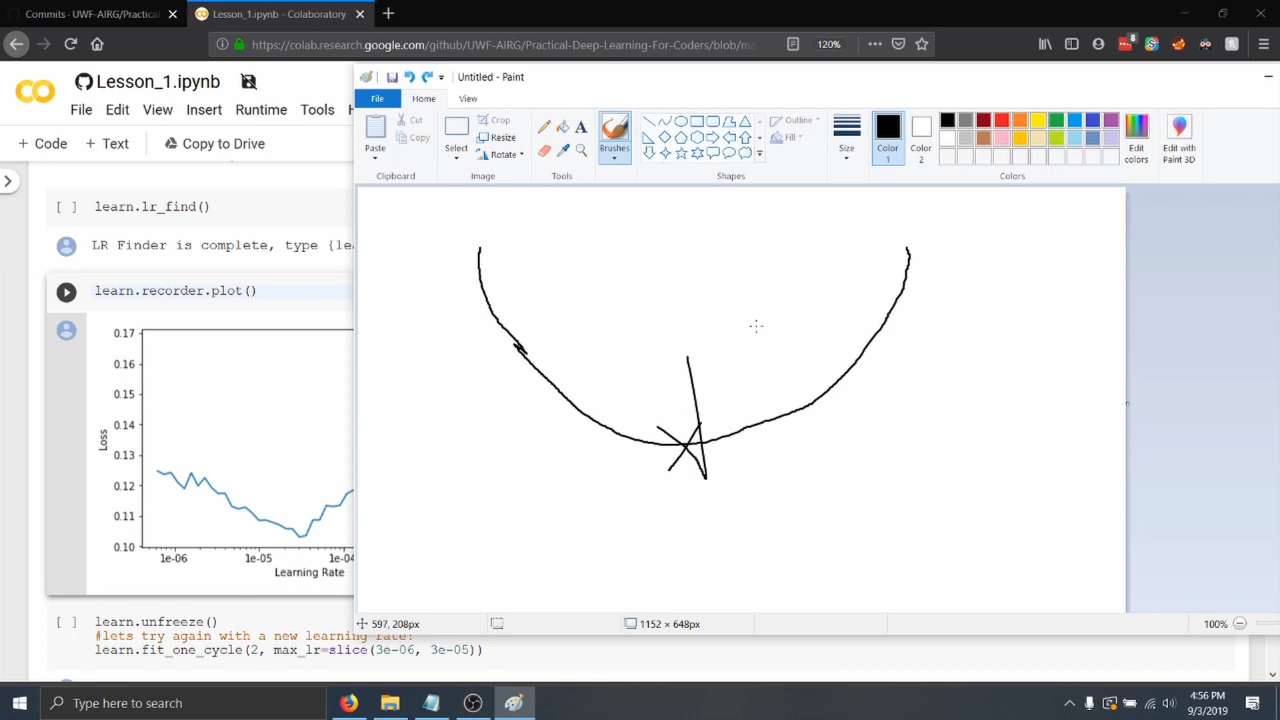 Commits - UWF-AIRG/Practical
Lesson_1.ipynb - Colaboratory
https://colab.research.google.com/github/UWF-AIRG/Practical-Deep-Learning-For-Coders/blob/ma
120%
8
Lesson_1.ipynb
File Edit View Insert Runtime Tools
+ Code + Text Copy to Drive
Untitled - Paint
File Home View
Paste Cut Copy
Select Crop Resize Rotate
Brushes
Outline Fill
Size
Color 1
Color 2
Edit colors
Edit with Paint 3D
Clipboard Image Tools Shapes Colors
[ ] learn.lr_find()
LR Finder is complete, type {lea
learn.recorder.plot()
0.17
0.16
0.15
0.14
0.13
0.12
0.11
0.10
Loss
1e-06 1e-05 1e-04
Learning Rate
597, 208px
1152 × 648px
100%
[ ] learn.unfreeze()
#lets try again with a new learning rate!
learn.fit_one_cycle(2, max_lr=slice(3e-06, 3e-05))
Type here to search
4:56 PM
9/3/2019